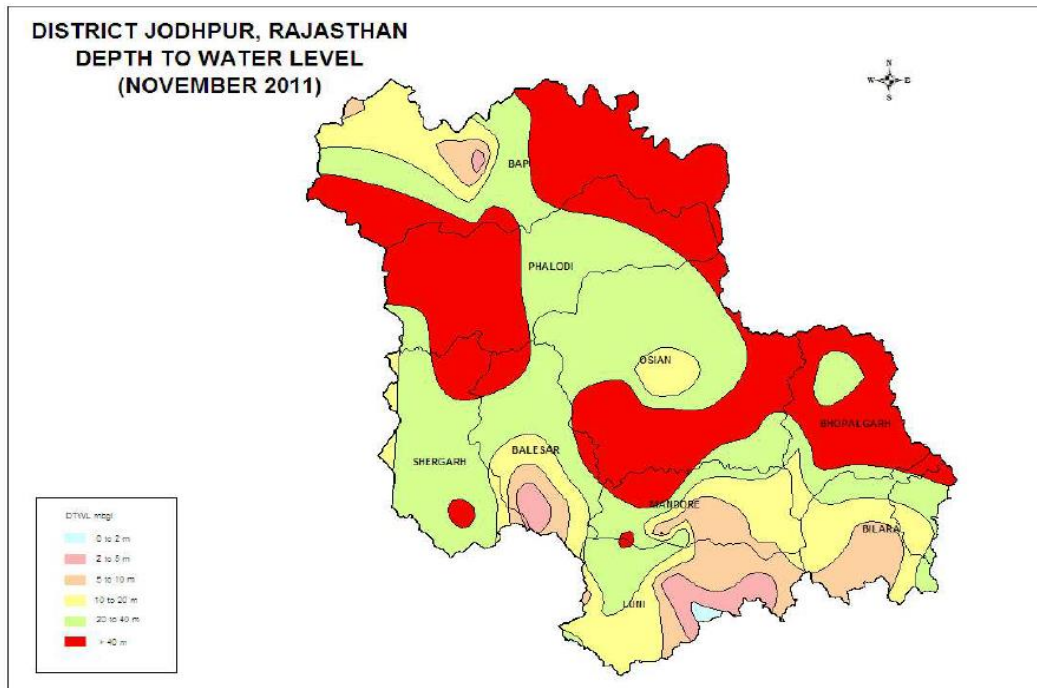 DISTRICT JODHPUR, RAJASTHAN
DEPTH TO WATER LEVEL
(NOVEMBER 2011)
N
W E
S
BAP
PHALODI
OSIAN
BHOPALGARH
BALESAR
SHERGARH
MANDORE
BILARA
LUNI
DTWL mbgl
0 to 2 m
2 to 5 m
5 to 10 m
10 to 20 m
20 to 40 m
> 40 m